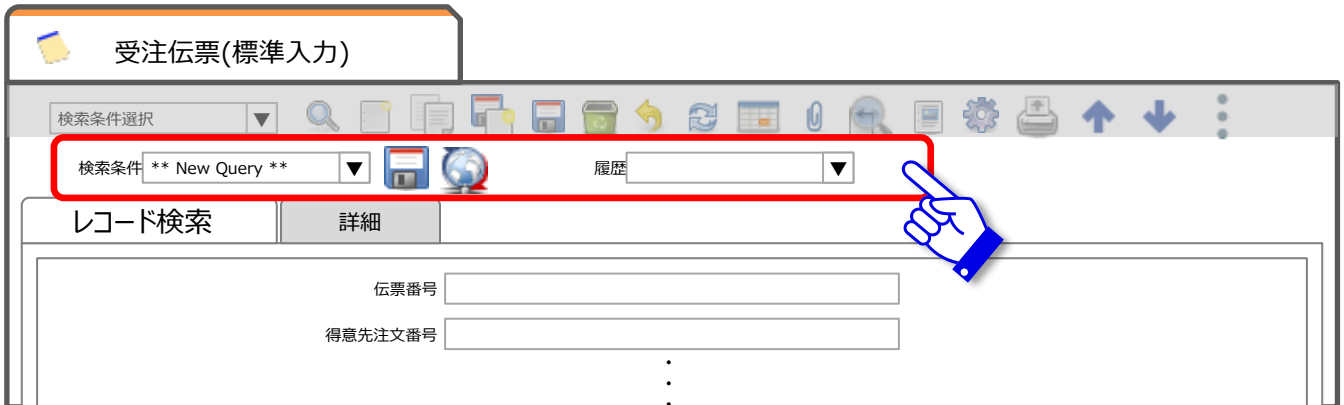 受注伝票(標準入力)
検索条件選択
検索条件 ** New Query ** 履歴
レコード検索 詳細
伝票番号
得意先注文番号